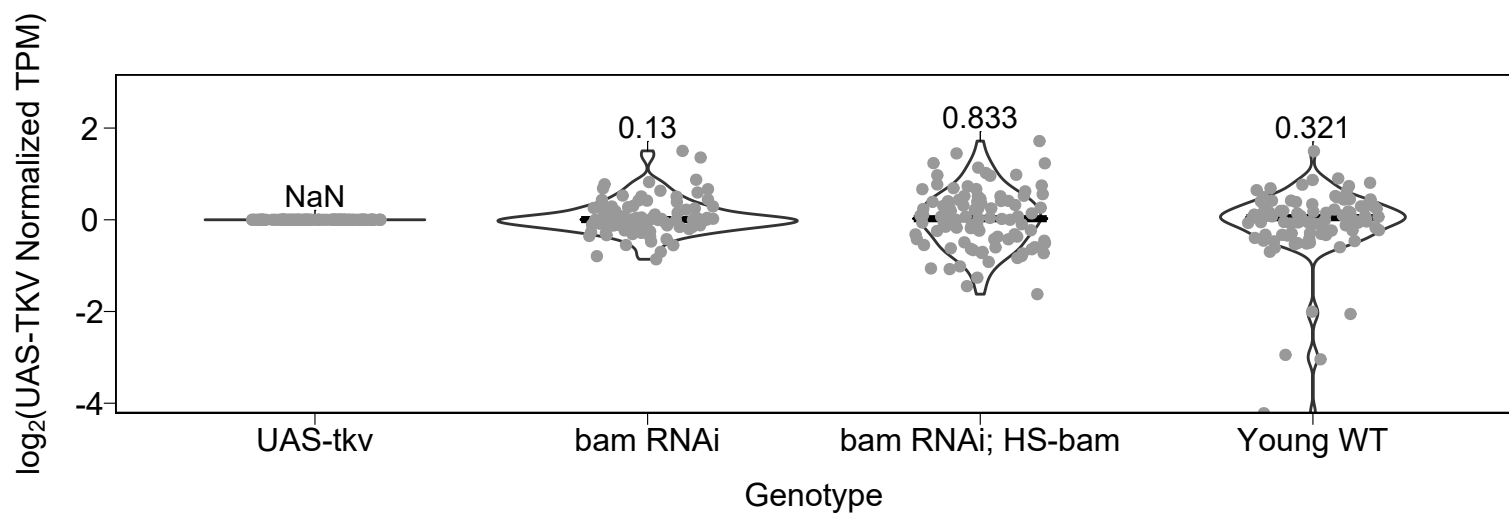 log₂(UAS-TKV Normalized TPM)
2
0
-2
-4
NaN
0.13
0.833
0.321
UAS-tkv
bam RNAi
bam RNAi; HS-bam
Young WT
Genotype